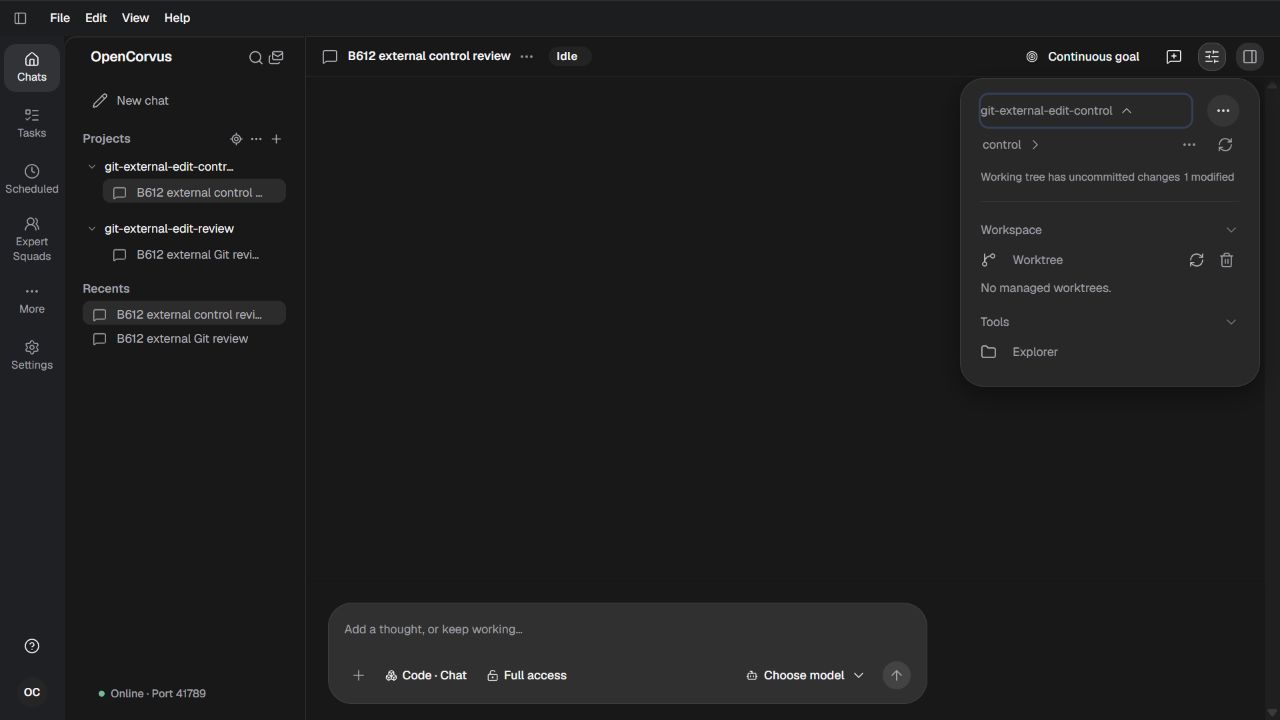 File Edit View Help
OpenCorvus
B612 external control review ... Idle
Continuous goal
Chats
Tasks
Scheduled
Expert
Squads
More
Settings
OC
New chat
Projects
git-external-edit-contr...
B612 external control ...
git-external-edit-review
B612 external Git revi...
Recents
B612 external control revi...
B612 external Git review
Online · Port 41789
git-external-edit-control
control
Working tree has uncommitted changes 1 modified
Workspace
Worktree
No managed worktrees.
Tools
Explorer
Add a thought, or keep working...
Code · Chat Full access Choose model